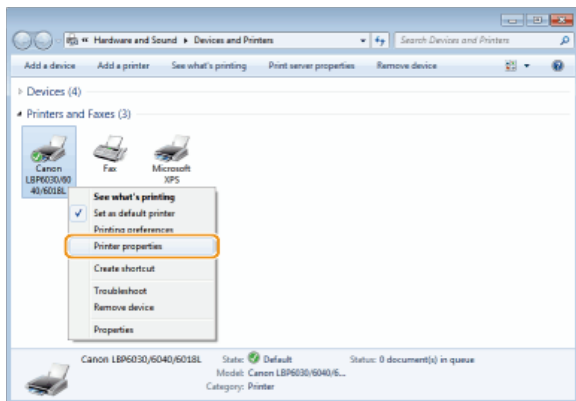 « Hardware and Sound ▸ Devices and Printers
Search Devices and Printers
Add a device Add a printer See what's printing Print server properties Remove device
Devices (4)
Printers and Faxes (3)
Canon LBP6030/60
40/6018L
Fax
Microsoft
XPS
See what's printing
Set as default printer
Printing preferences
Printer properties
Create shortcut
Troubleshoot
Remove device
Properties
Canon LBP6030/6040/6018L State: Default Status: 0 document(s) in queue
Model: Canon LBP6030/6040/6...
Category: Printer